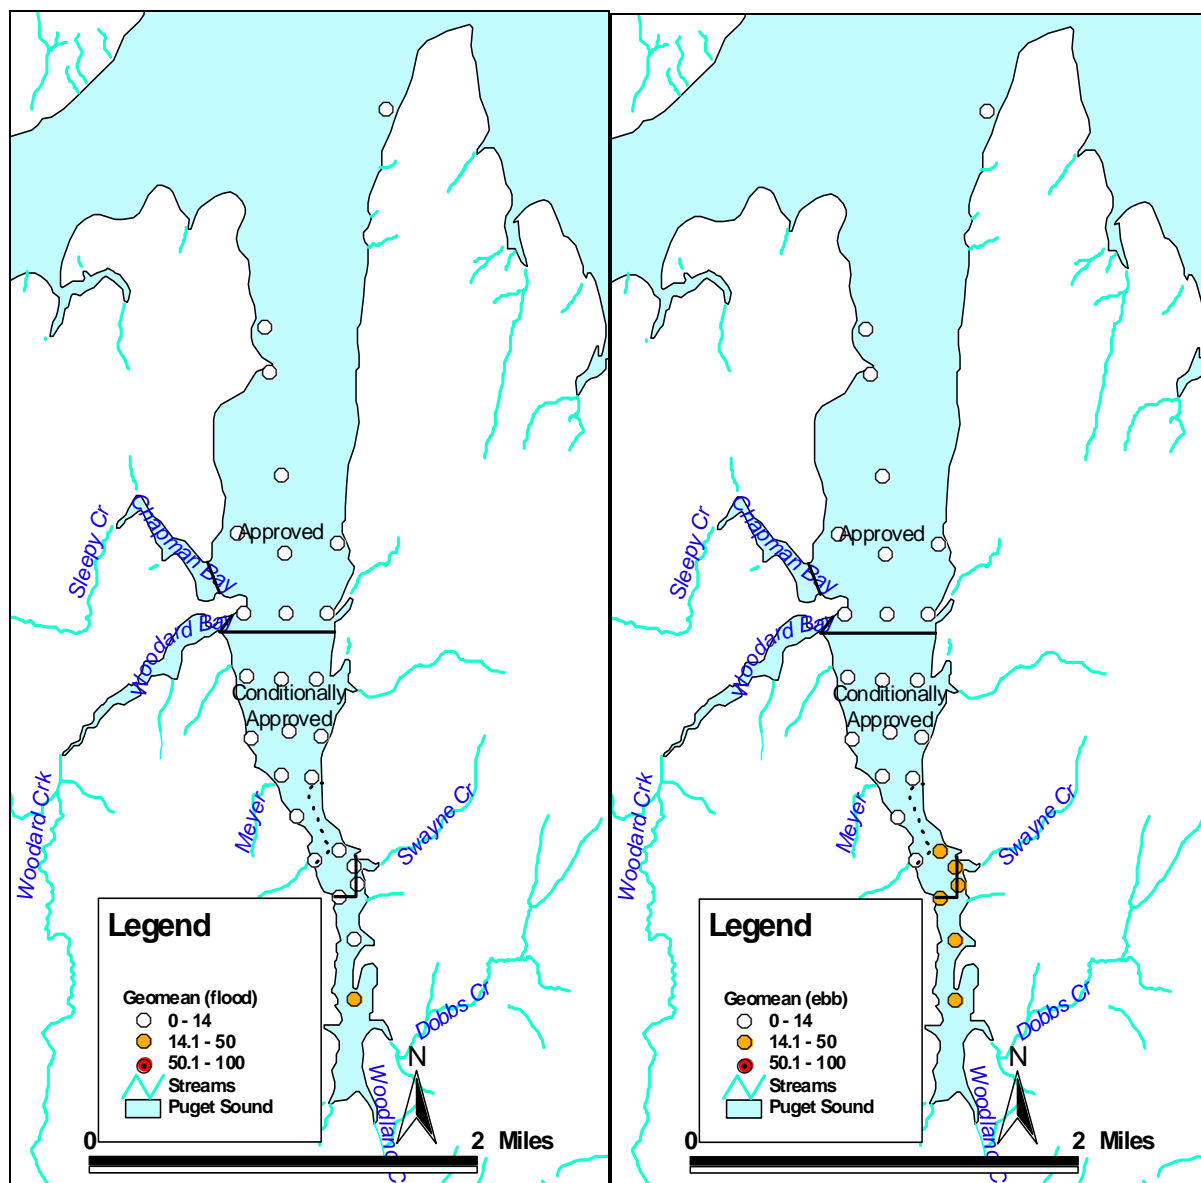 Approved
Chapman Bay
Sleepy Cr
Woodard Bay
Conditionally
Approved
Meyer
Swayne Cr
Woodard Crk
Dobbs Cr
Legend
Geomean (flood)
0 - 14
14.1 - 50
50.1 - 100
Streams
Puget Sound
N
Woodland C
0 2 Miles
Approved
Chapman Bay
Sleepy Cr
Woodard Bay
Conditionally
Approved
Meyer
Swayne Cr
Woodard Crk
Dobbs Cr
Legend
Geomean (ebb)
0 - 14
14.1 - 50
50.1 - 100
Streams
Puget Sound
N
Woodland C
0 2 Miles